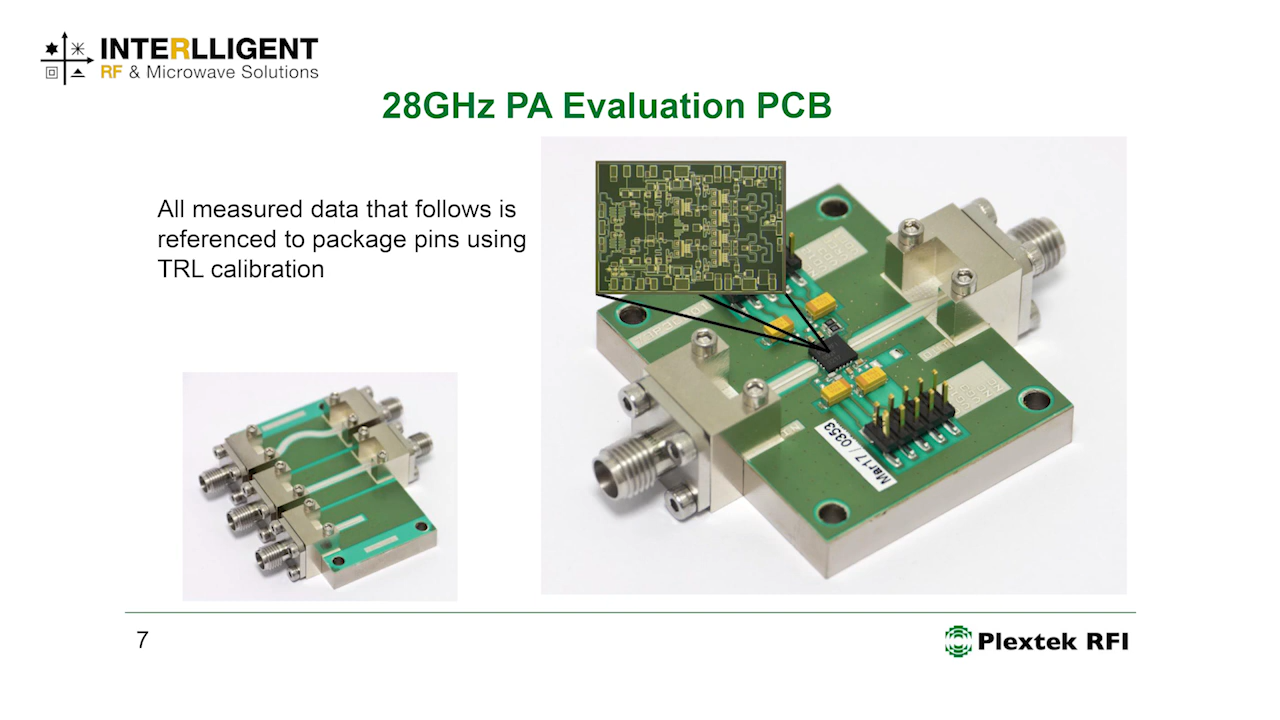 INTERLLIGENT
RF & Microwave Solutions
28GHz PA Evaluation PCB
All measured data that follows is
referenced to package pins using
TRL calibration
Mar17 / 0353
7
Plextek RFI